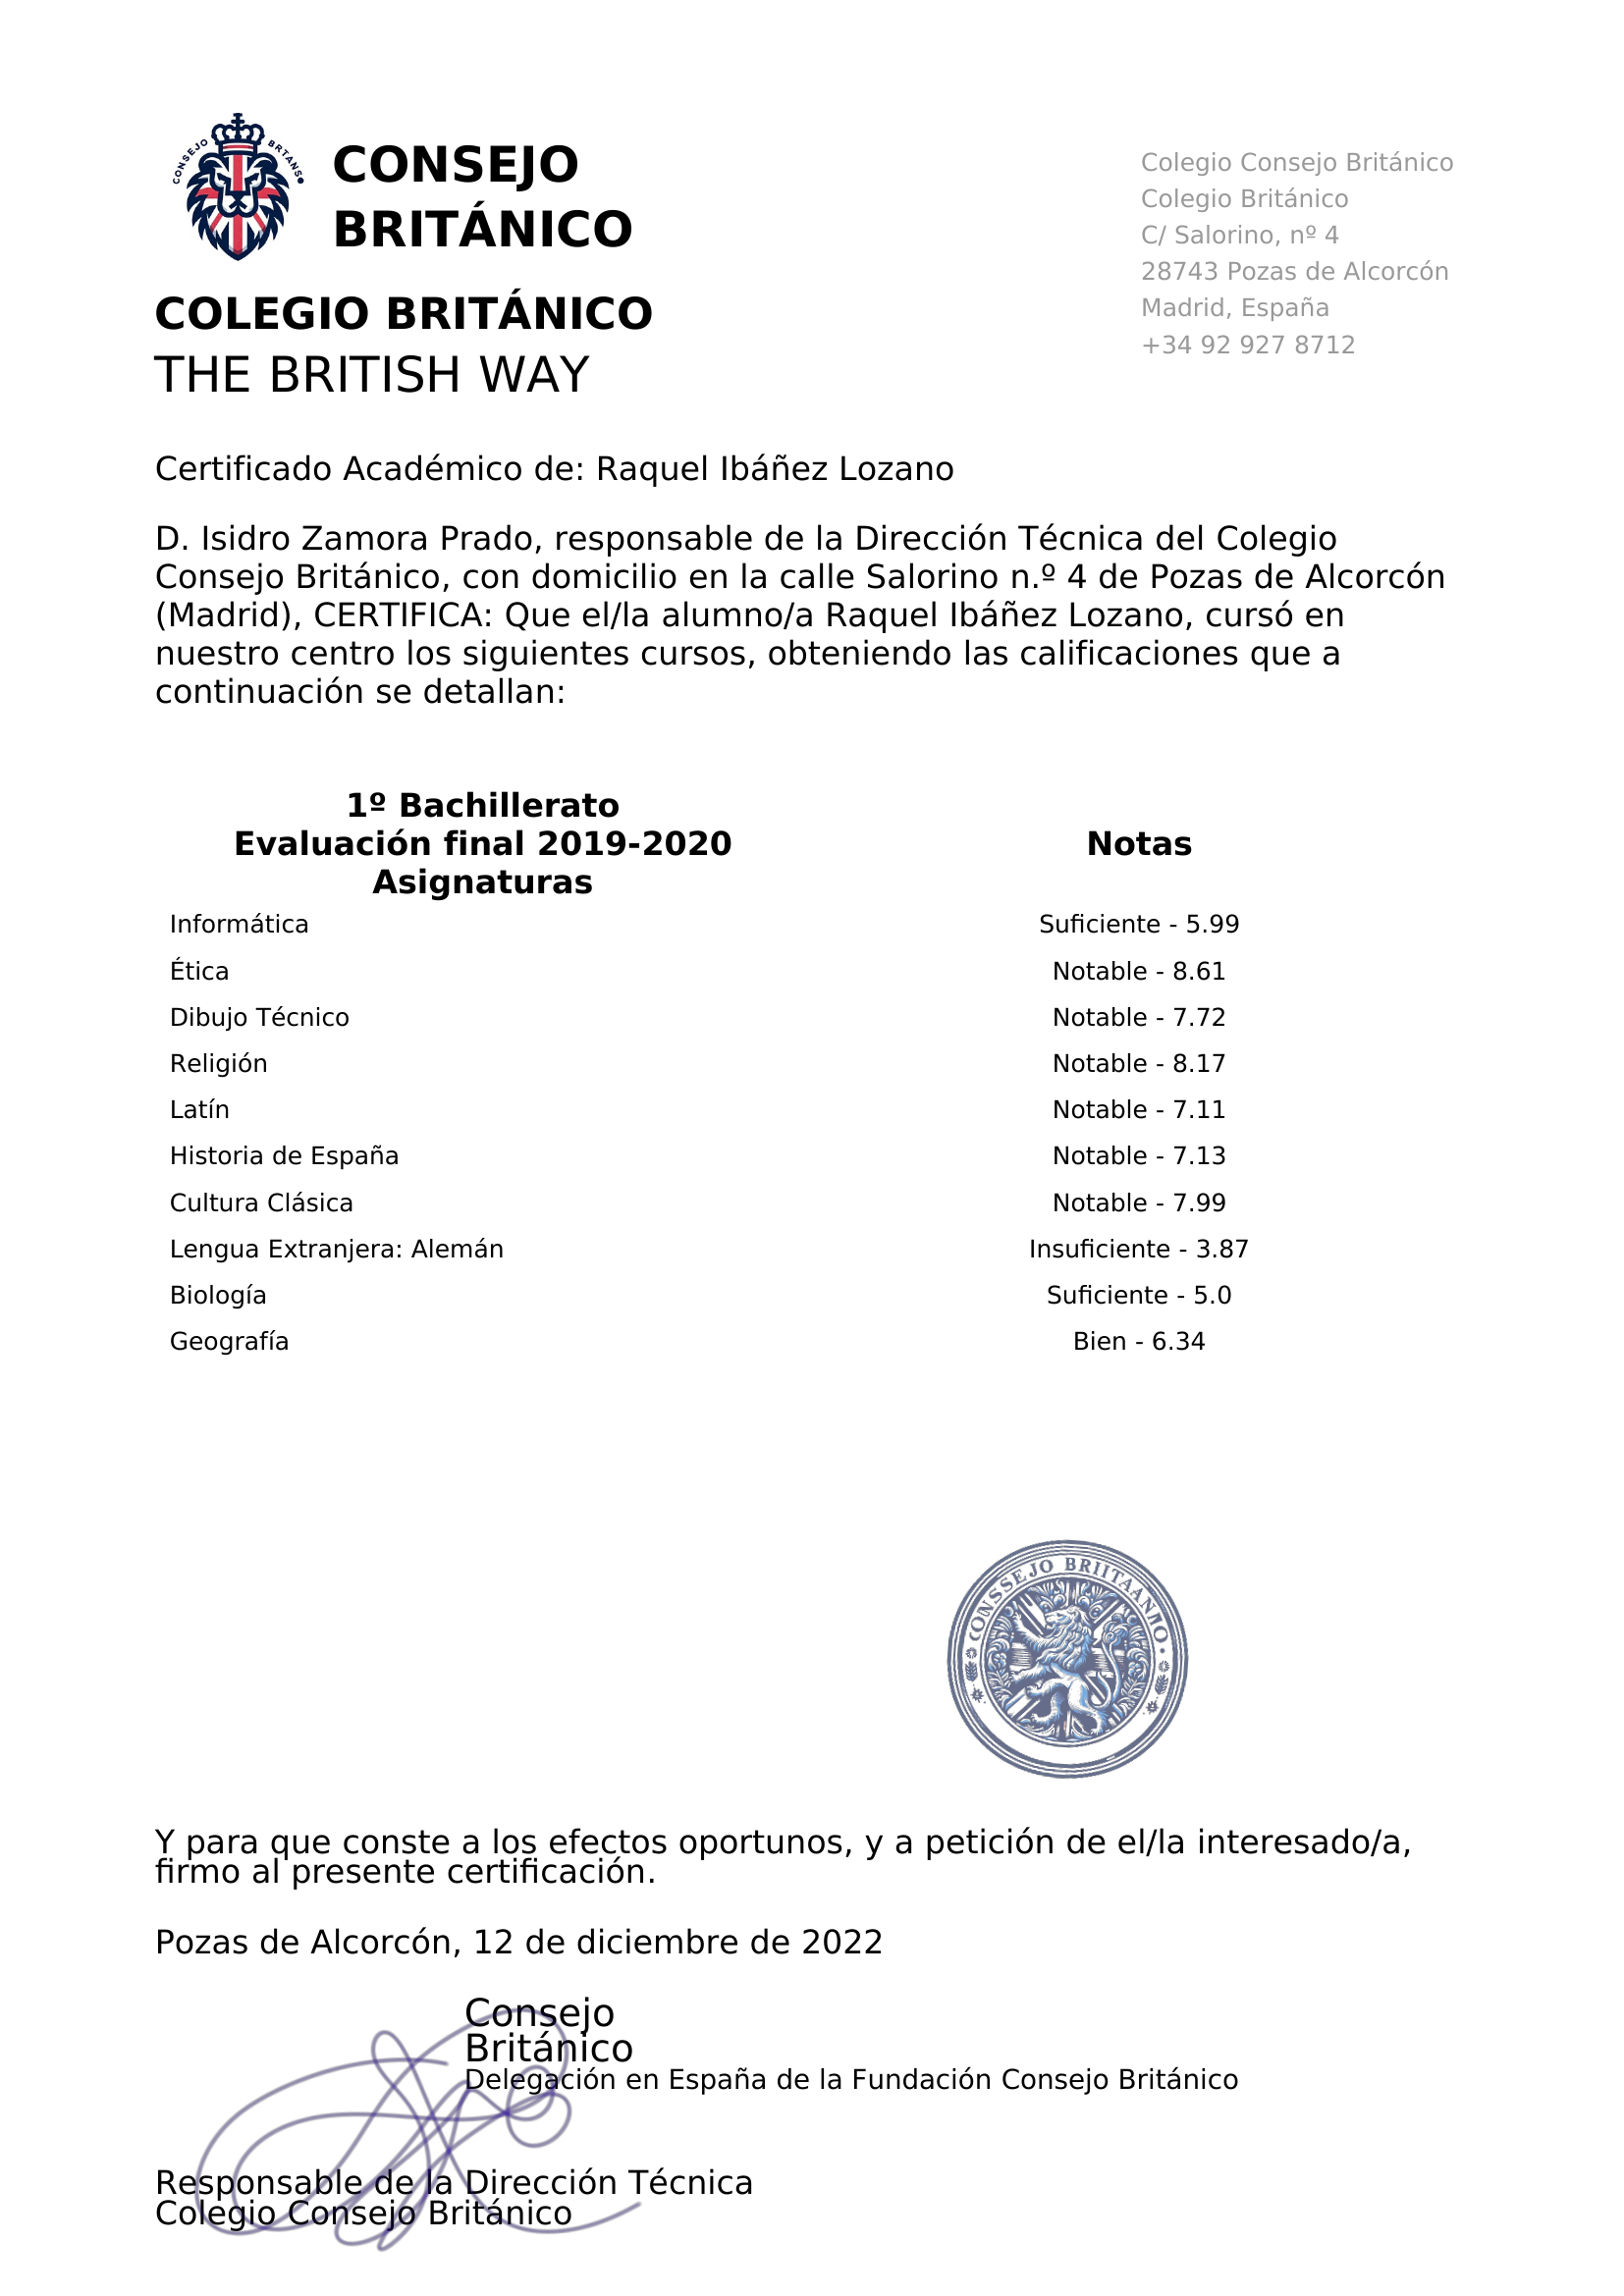 CONSEJO BRTANS
CONSEJO
BRITÁNICO
COLEGIO BRITÁNICO
THE BRITISH WAY
Colegio Consejo Británico
Colegio Británico
C/ Salorino, nº 4
28743 Pozas de Alcorcón
Madrid, España
+34 92 927 8712
Certificado Académico de: Raquel Ibáñez Lozano
D. Isidro Zamora Prado, responsable de la Dirección Técnica del Colegio
Consejo Británico, con domicilio en la calle Salorino n.º 4 de Pozas de Alcorcón
(Madrid), CERTIFICA: Que el/la alumno/a Raquel Ibáñez Lozano, cursó en
nuestro centro los siguientes cursos, obteniendo las calificaciones que a
continuación se detallan:
1º Bachillerato
Evaluación final 2019-2020 Notas
Asignaturas
Informática Suficiente - 5.99
Ética Notable - 8.61
Dibujo Técnico Notable - 7.72
Religión Notable - 8.17
Latín Notable - 7.11
Historia de España Notable - 7.13
Cultura Clásica Notable - 7.99
Lengua Extranjera: Alemán Insuficiente - 3.87
Biología Suficiente - 5.0
Geografía Bien - 6.34
CONSSEJO BRIITAANMO
Y para que conste a los efectos oportunos, y a petición de el/la interesado/a,
firmo al presente certificación.
Pozas de Alcorcón, 12 de diciembre de 2022
Consejo
Británico
Delegación en España de la Fundación Consejo Británico
Responsable de la Dirección Técnica
Colegio Consejo Británico